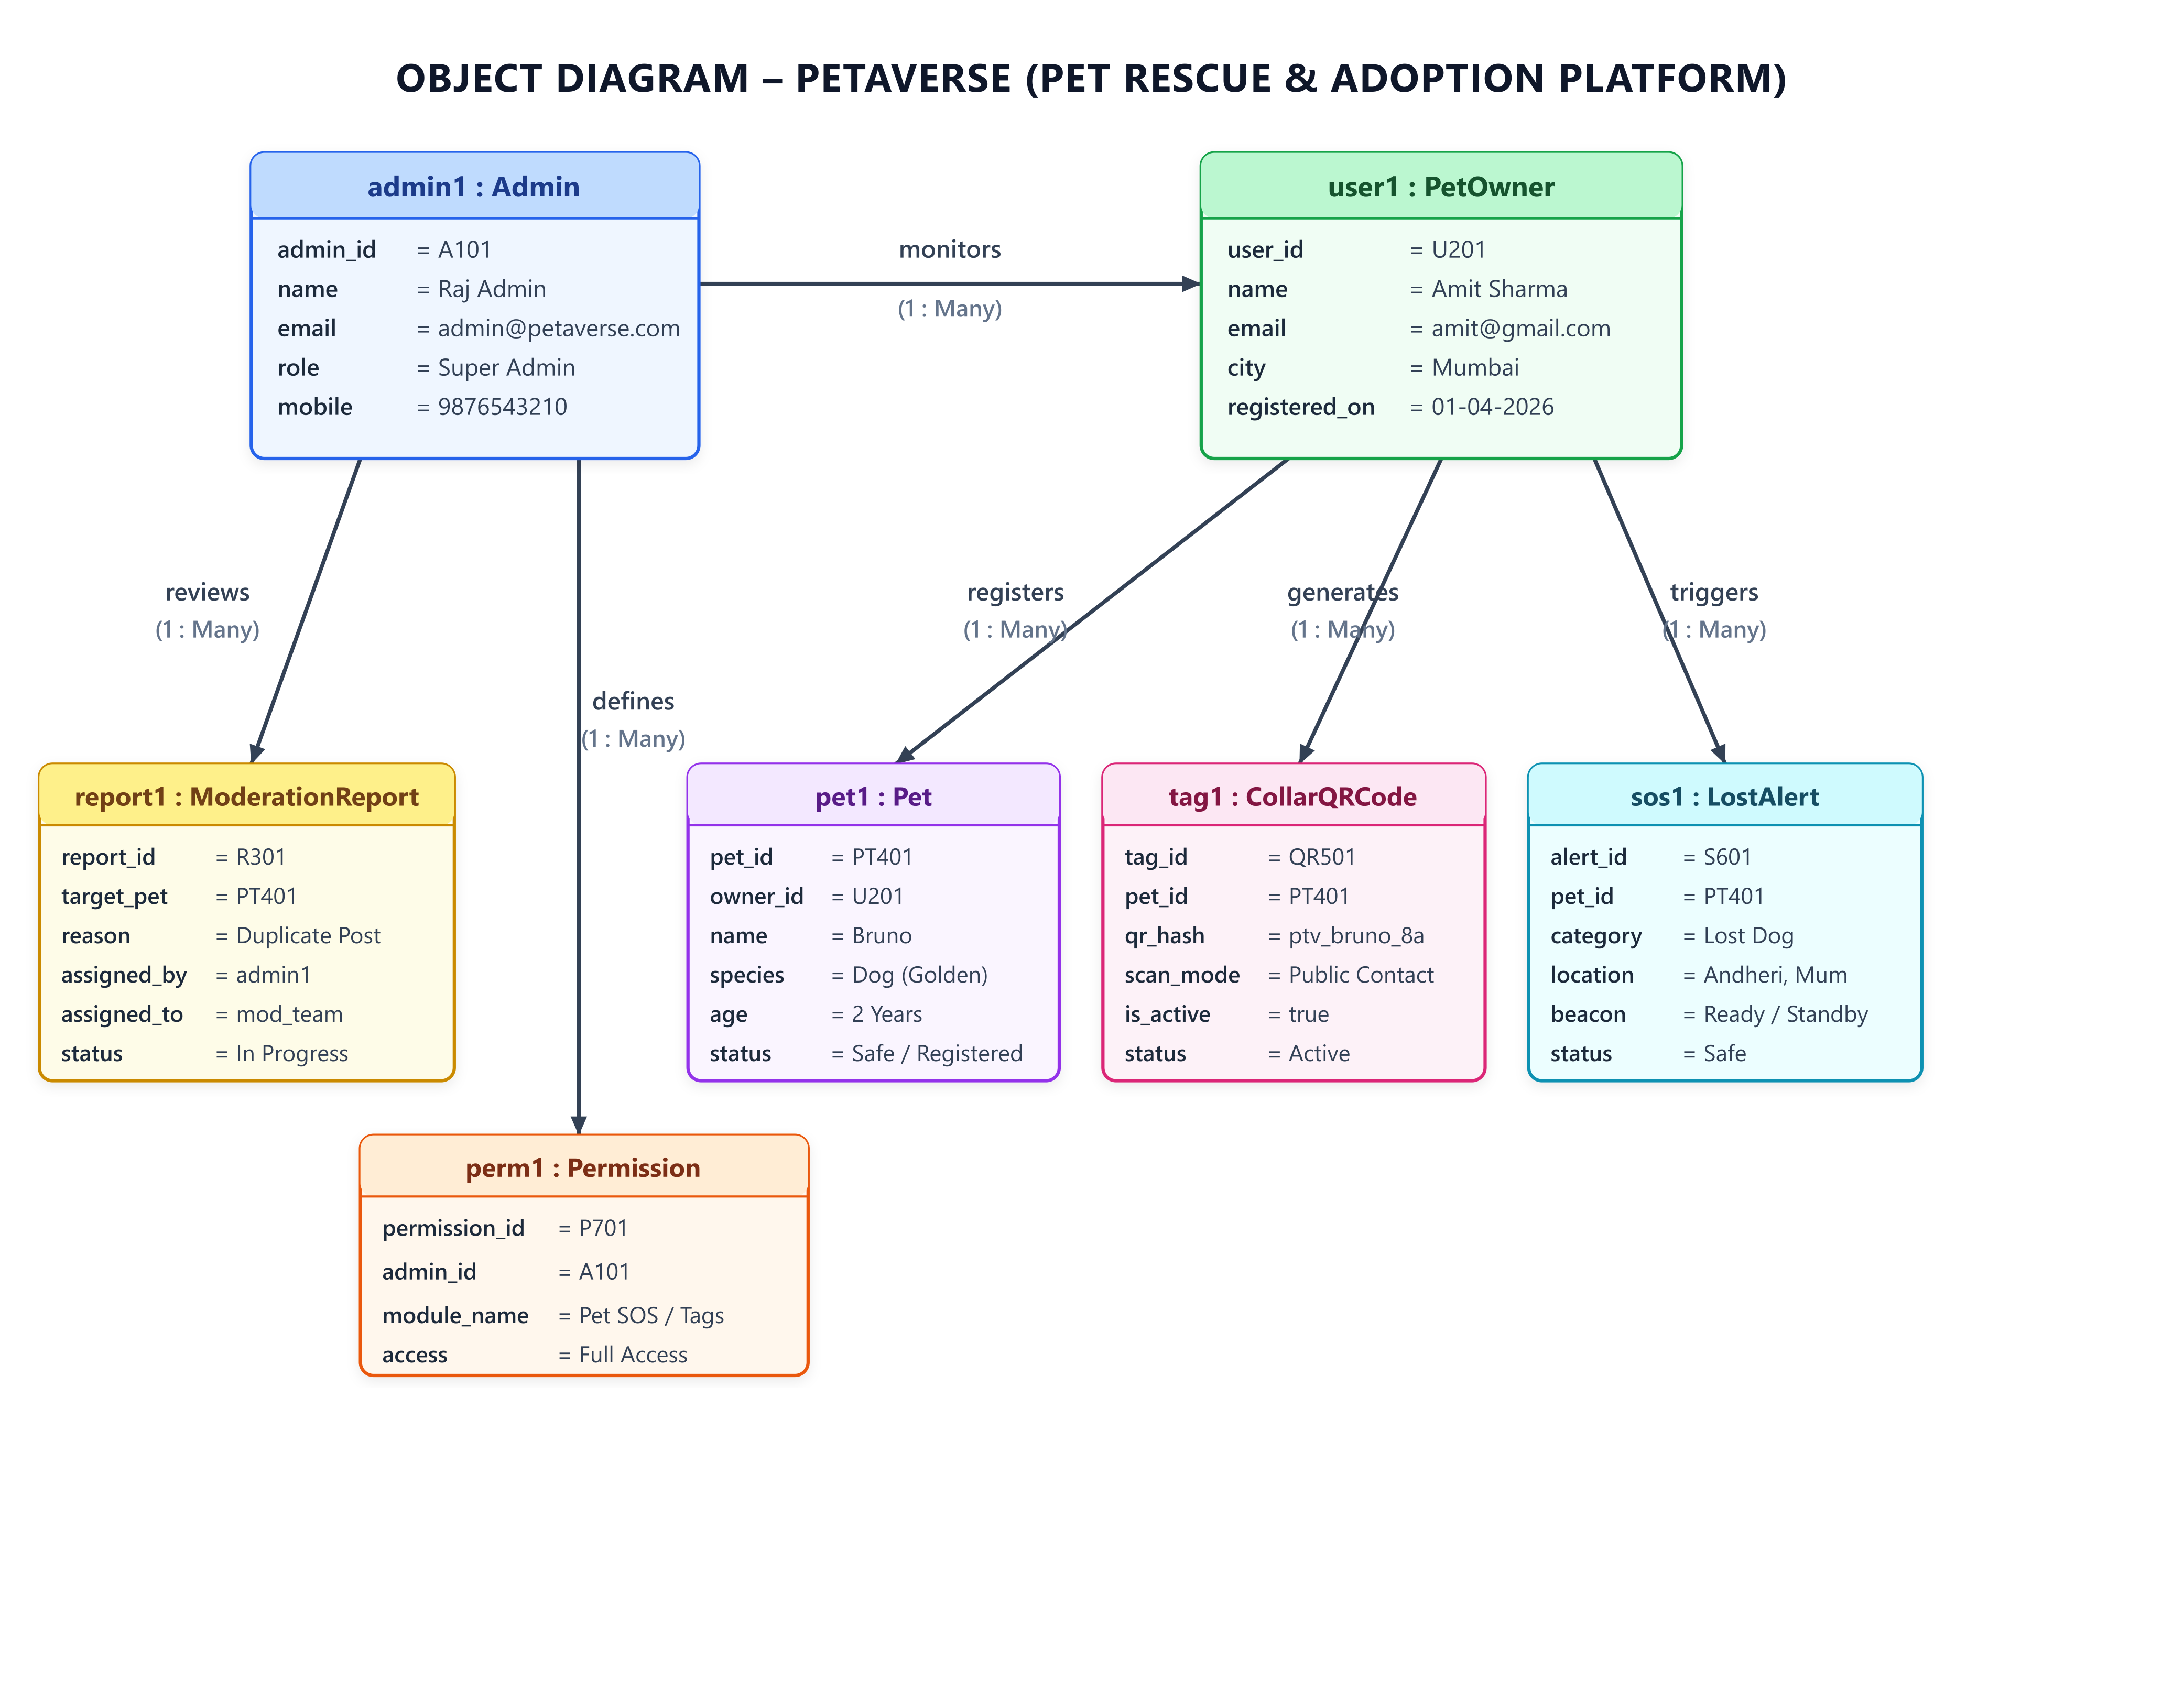 OBJECT DIAGRAM – PETAVERSE (PET RESCUE & ADOPTION PLATFORM)
admin1 : Admin
admin_id = A101
name = Raj Admin
email = admin@petaverse.com
role = Super Admin
mobile = 9876543210
monitors
(1 : Many)
user1 : PetOwner
user_id = U201
name = Amit Sharma
email = amit@gmail.com
city = Mumbai
registered_on = 01-04-2026
reviews
(1 : Many)
defines
(1 : Many)
registers
(1 : Many)
generates
(1 : Many)
triggers
(1 : Many)
report1 : ModerationReport
report_id = R301
target_pet = PT401
reason = Duplicate Post
assigned_by = admin1
assigned_to = mod_team
status = In Progress
pet1 : Pet
pet_id = PT401
owner_id = U201
name = Bruno
species = Dog (Golden)
age = 2 Years
status = Safe / Registered
tag1 : CollarQRCode
tag_id = QR501
pet_id = PT401
qr_hash = ptv_bruno_8a
scan_mode = Public Contact
is_active = true
status = Active
sos1 : LostAlert
alert_id = S601
pet_id = PT401
category = Lost Dog
location = Andheri, Mum
beacon = Ready / Standby
status = Safe
perm1 : Permission
permission_id = P701
admin_id = A101
module_name = Pet SOS / Tags
access = Full Access